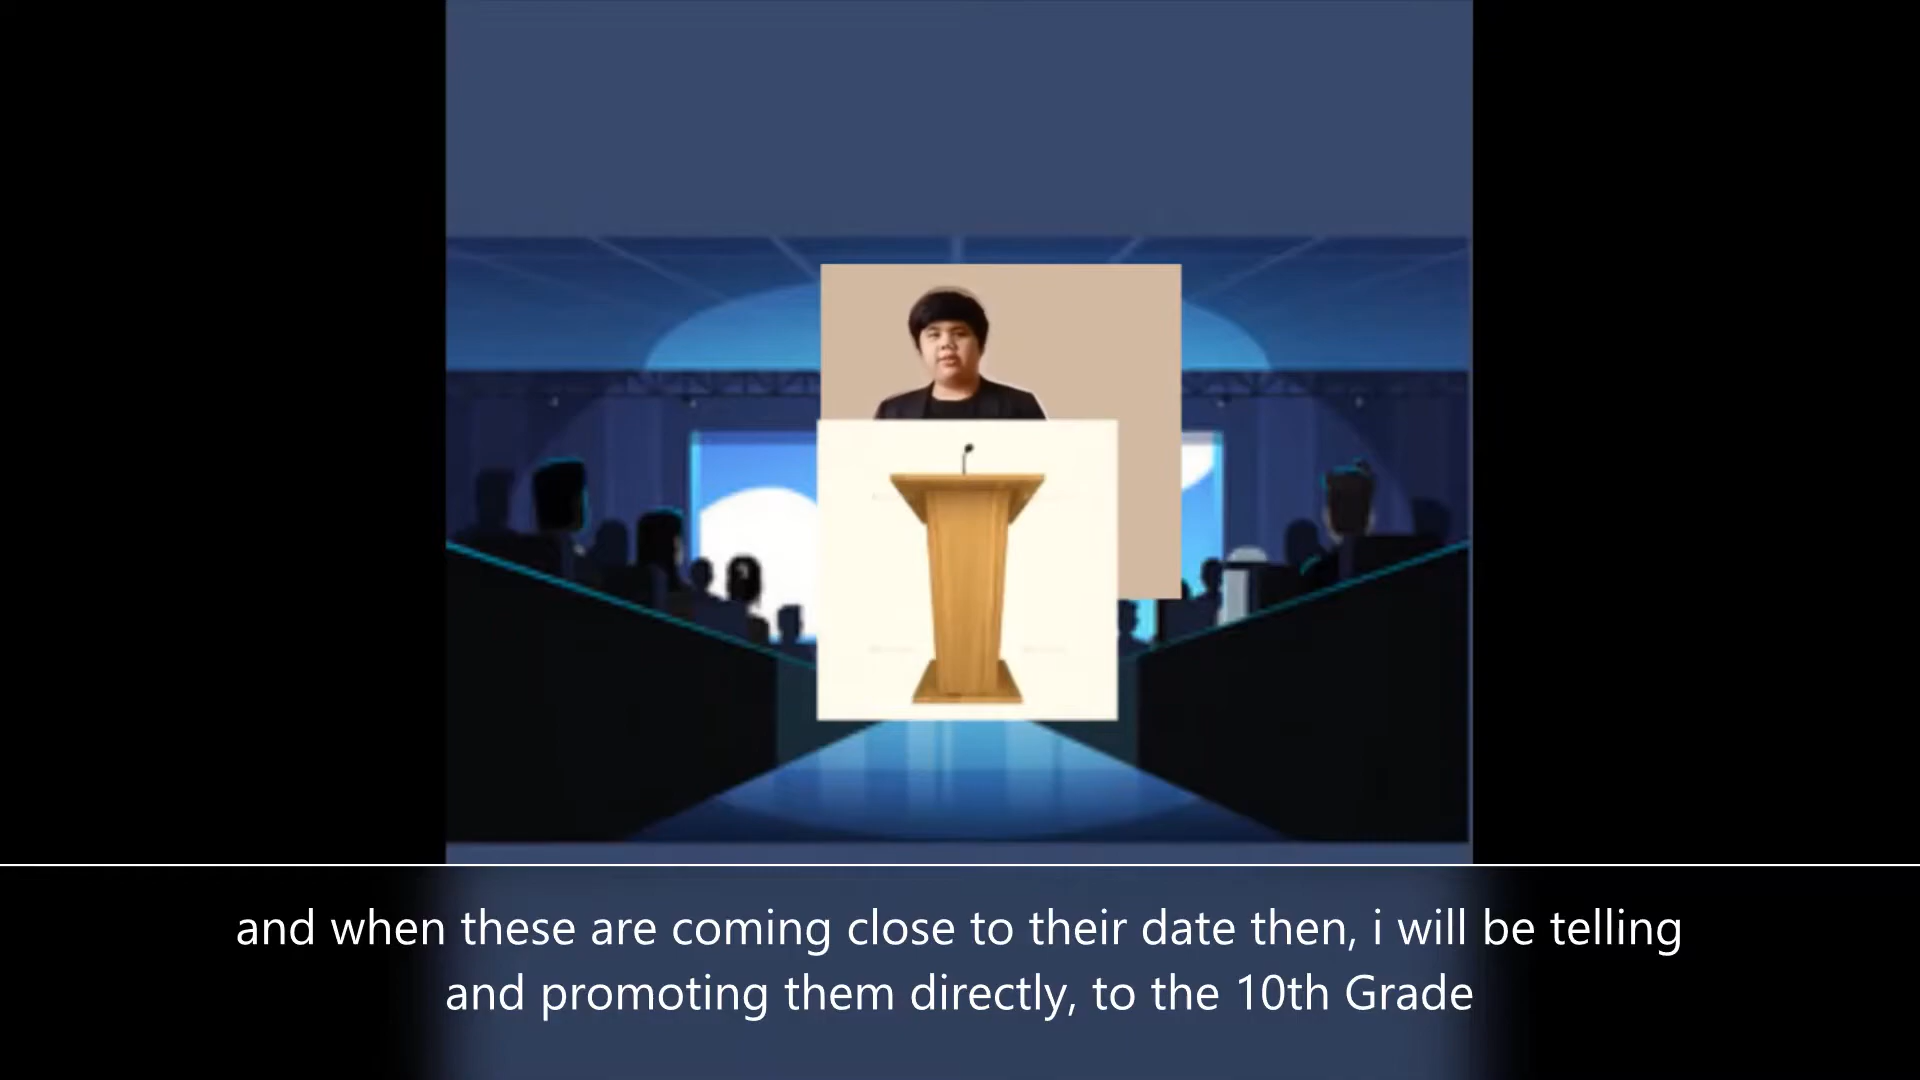 and when these are coming close to their date then, i will be telling
and promoting them directly, to the 10th Grade